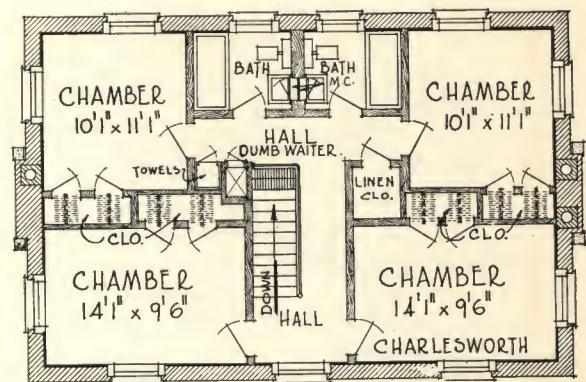 CHAMBER
10'1" x 11'1"
BATH
BATH
M.C.
CHAMBER
10'1" x 11'1"
HALL
DUMB WAITER
TOWELS
LINEN
CLO.
CLO.
CLO.
CHAMBER
14'1" x 9'6"
DOWN
HALL
CHAMBER
14'1" x 9'6"
CHARLESWORTH